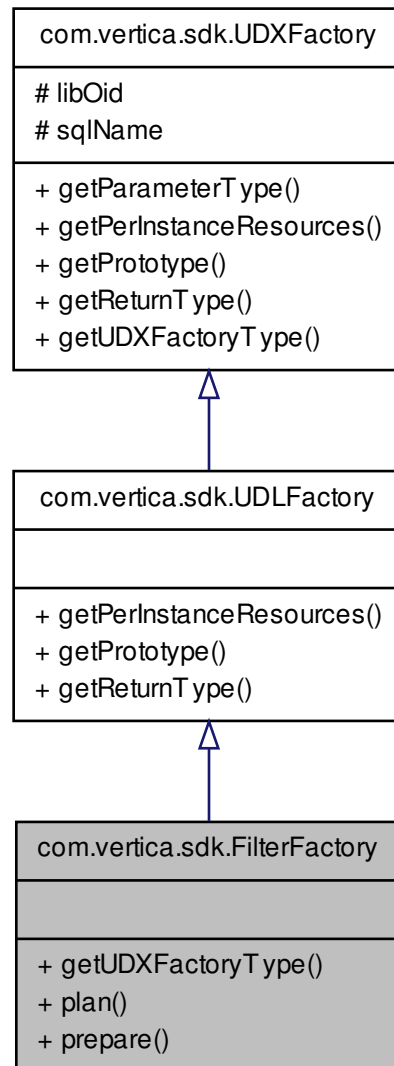 com.vertica.sdk.UDXFactory
# libOid
# sqlName
+ getParameterType()
+ getPerInstanceResources()
+ getPrototype()
+ getReturnType()
+ getUDXFactoryType()
com.vertica.sdk.UDLFactory
+ getPerInstanceResources()
+ getPrototype()
+ getReturnType()
com.vertica.sdk.FilterFactory
+ getUDXFactoryType()
+ plan()
+ prepare()